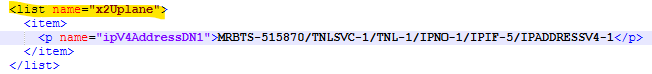 <list name="x2Uplane">
<item>
<p name="ipV4AddressDN1">MRBTS-515870/TNLSVC-1/TNL-1/IPNO-1/IPIF-5/IPADDRESSV4-1</p>
</item>
</list>